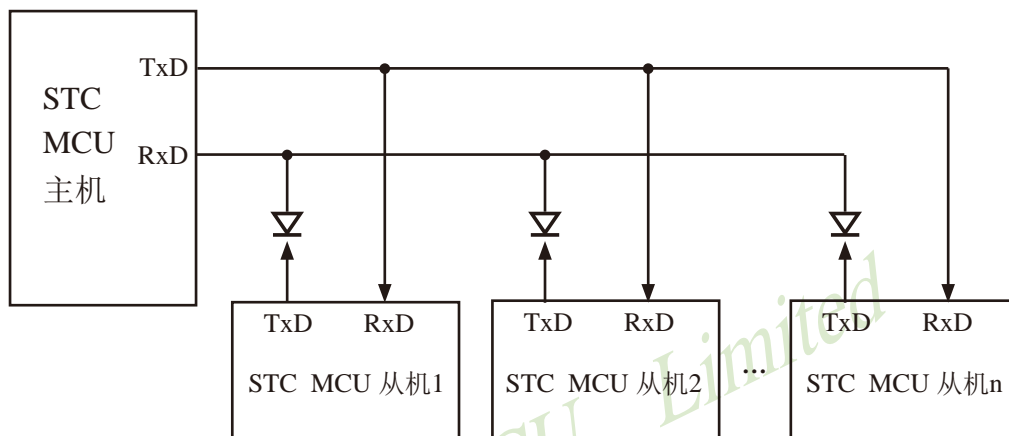 TxD
STC
MCU
主机
RxD
TxD
RxD
TxD
RxD
TxD
RxD
STC MCU 从机1
STC MCU 从机2
...
STC MCU 从机n
MCU Limited